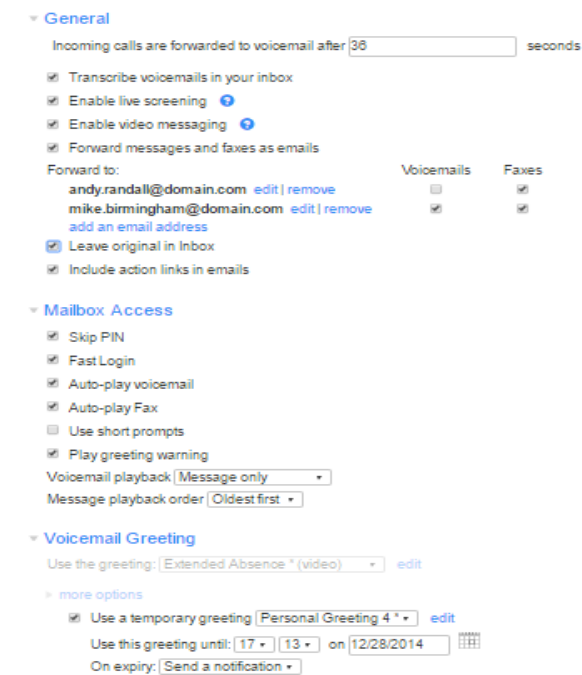 General
Incoming calls are forwarded to voicemail after 36 seconds
Transcribe voicemails in your inbox
Enable live screening ?
Enable video messaging ?
Forward messages and faxes as emails
Forward to: Voicemails Faxes
andy.randall@domain.com edit | remove
mike.birmingham@domain.com edit | remove
add an email address
Leave original in Inbox
Include action links in emails
Mailbox Access
Skip PIN
Fast Login
Auto-play voicemail
Auto-play Fax
Use short prompts
Play greeting warning
Voicemail playback Message only
Message playback order Oldest first
Voicemail Greeting
Use the greeting: Extended Absence * (video) edit
more options
Use a temporary greeting Personal Greeting 4 * edit
Use this greeting until: 17 13 on 12/28/2014
On expiry: Send a notification